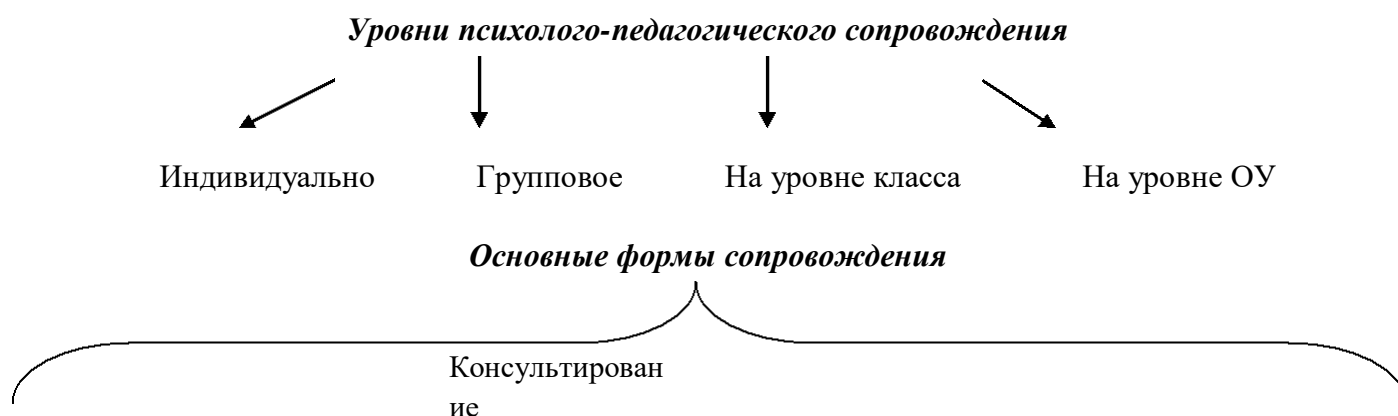 Уровни психолого-педагогического сопровождения
Индивидуально Групповое На уровне класса На уровне ОУ
Основные формы сопровождения
Консультирован
ие